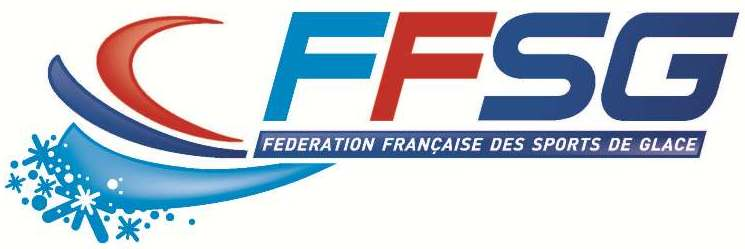 FFSG
FEDERATION FRANÇAISE DES SPORTS DE GLACE